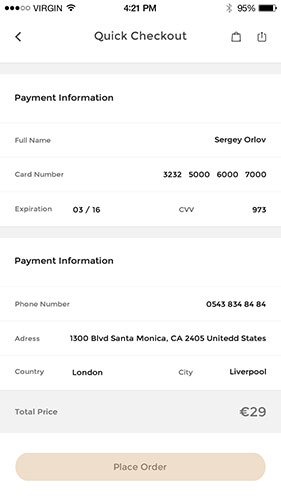 VIRGIN 4:21 PM 95%
Quick Checkout
Payment Information
Full Name Sergey Orlov
Card Number 3232 5000 6000 7000
Expiration 03 / 16 CVV 973
Payment Information
Phone Number 0543 834 84 84
Adress 1300 Blvd Santa Monica, CA 2405 Unitedd States
Country London City Liverpool
Total Price €29
Place Order